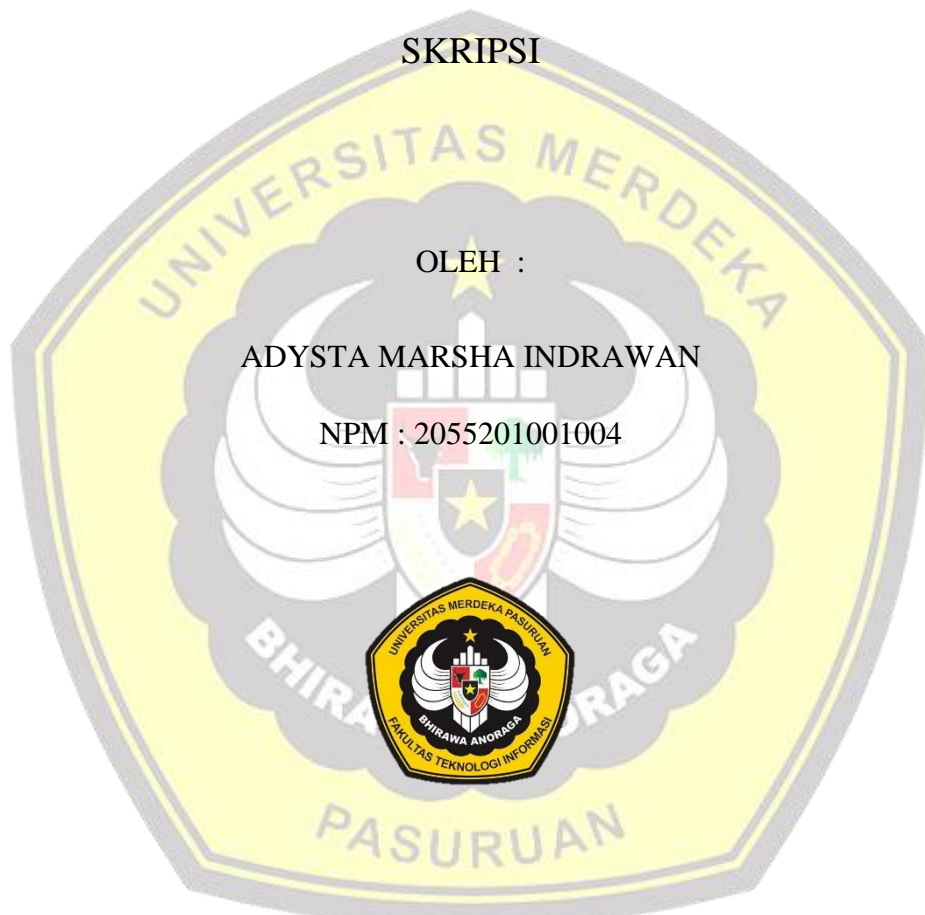 SKRIPSI
UNIVERSITAS MERDEKA
OLEH :
ADYSTA MARSHA INDRAWAN
NPM : 2055201001004
UNIVERSITAS MERDEKA PASURUAN
BHIRAWA ANORAGA
FAKULTAS TEKNOLOGI INFORMASI
BHIRAWA ANORAGA
PASURUAN